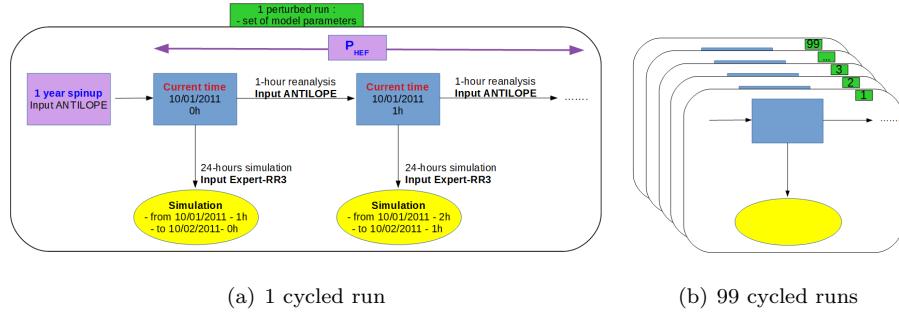 1 perturbed run :
- set of model parameters
P HEF
1 year spinup
Input ANTILOPE
Current time
10/01/2011
0h
1-hour reanalysis
Input ANTILOPE
Current time
10/01/2011
1h
1-hour reanalysis
Input ANTILOPE
.......
24-hours simulation
Input Expert-RR3
24-hours simulation
Input Expert-RR3
Simulation
- from 10/01/2011 - 1h
- to 10/02/2011- 0h
Simulation
- from 10/01/2011 - 2h
- to 10/02/2011 - 1h
99
...
3
2
1
.......
(a) 1 cycled run
(b) 99 cycled runs